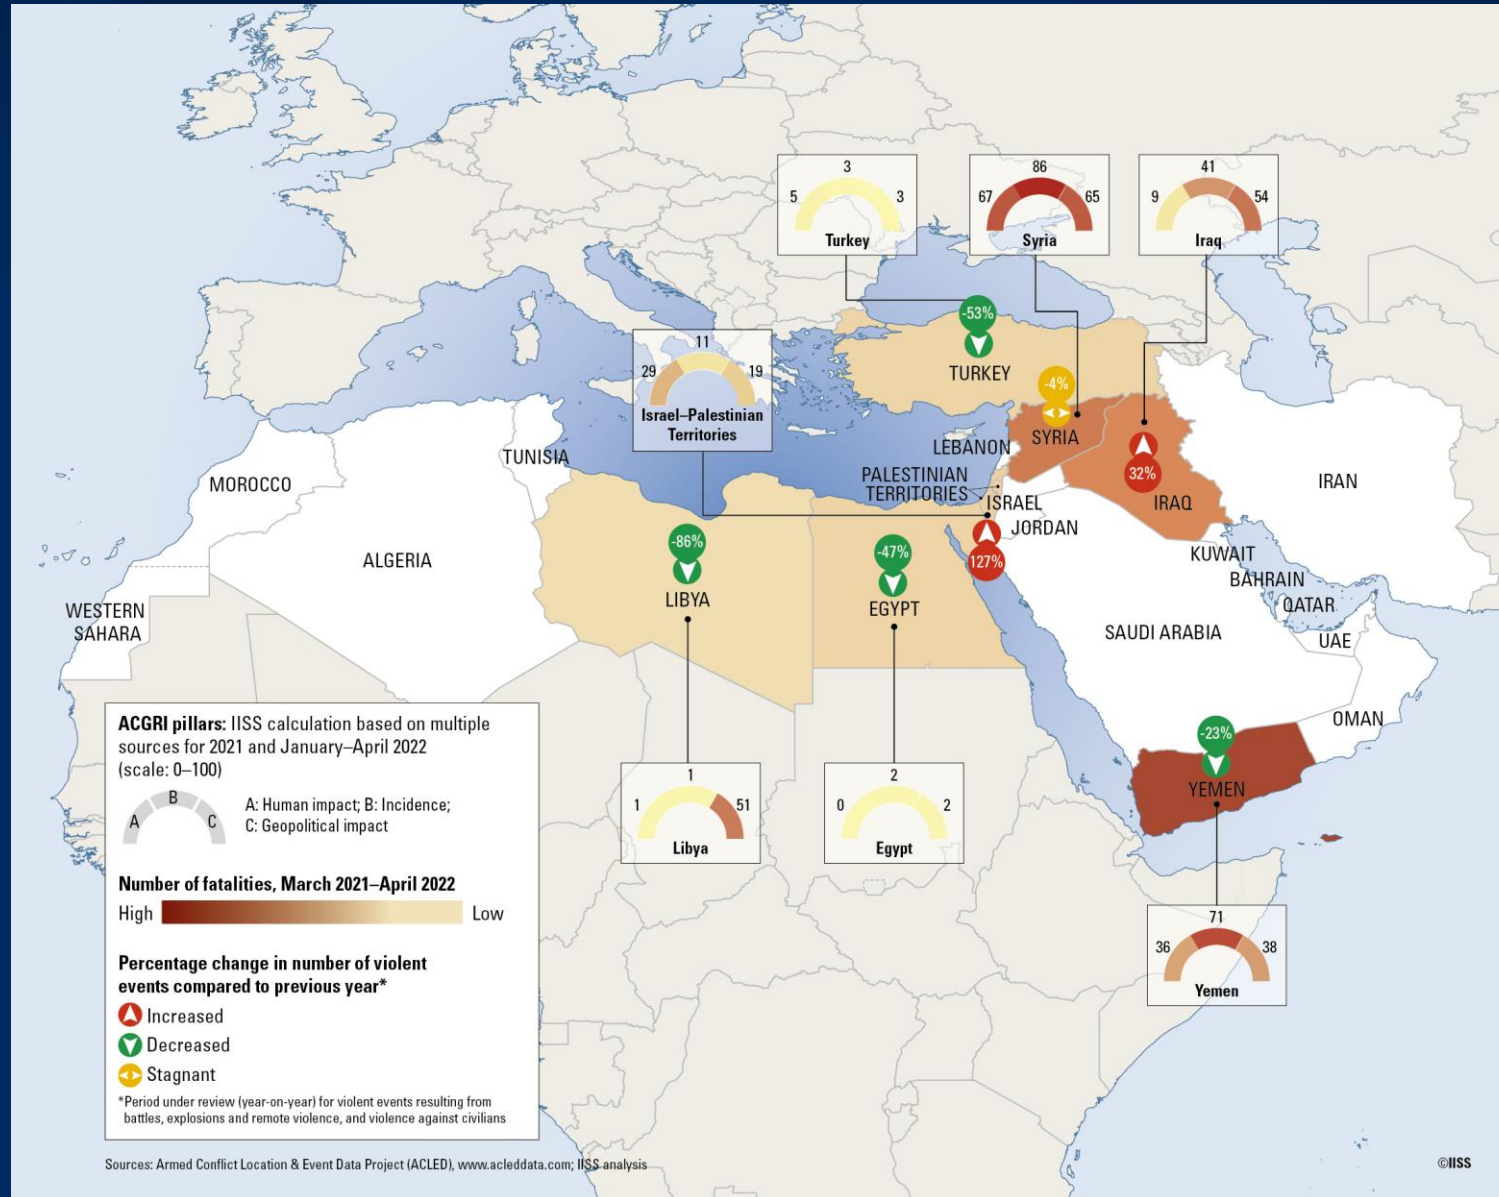 3
5
3
Turkey
86
67
65
Syria
41
9
54
Iraq
-53%
TURKEY
11
29
19
Israel–Palestinian
Territories
-4%
SYRIA
LEBANON
32%
IRAQ
IRAN
TUNISIA
MOROCCO
PALESTINIAN
TERRITORIES
ISRAEL
JORDAN
ALGERIA
-86%
LIBYA
-47%
EGYPT
127%
KUWAIT
BAHRAIN
QATAR
UAE
WESTERN
SAHARA
SAUDI ARABIA
OMAN
-23%
YEMEN
ACGRI pillars: IISS calculation based on multiple
sources for 2021 and January–April 2022
(scale: 0–100)
A
B
C
A: Human impact; B: Incidence;
C: Geopolitical impact
1
1
51
Libya
2
0
2
Egypt
Number of fatalities, March 2021–April 2022
High
Low
71
36
38
Yemen
Percentage change in number of violent
events compared to previous year*
Increased
Decreased
Stagnant
*Period under review (year-on-year) for violent events resulting from
battles, explosions and remote violence, and violence against civilians
Sources: Armed Conflict Location & Event Data Project (ACLED), www.acleddata.com; IISS analysis
©IISS